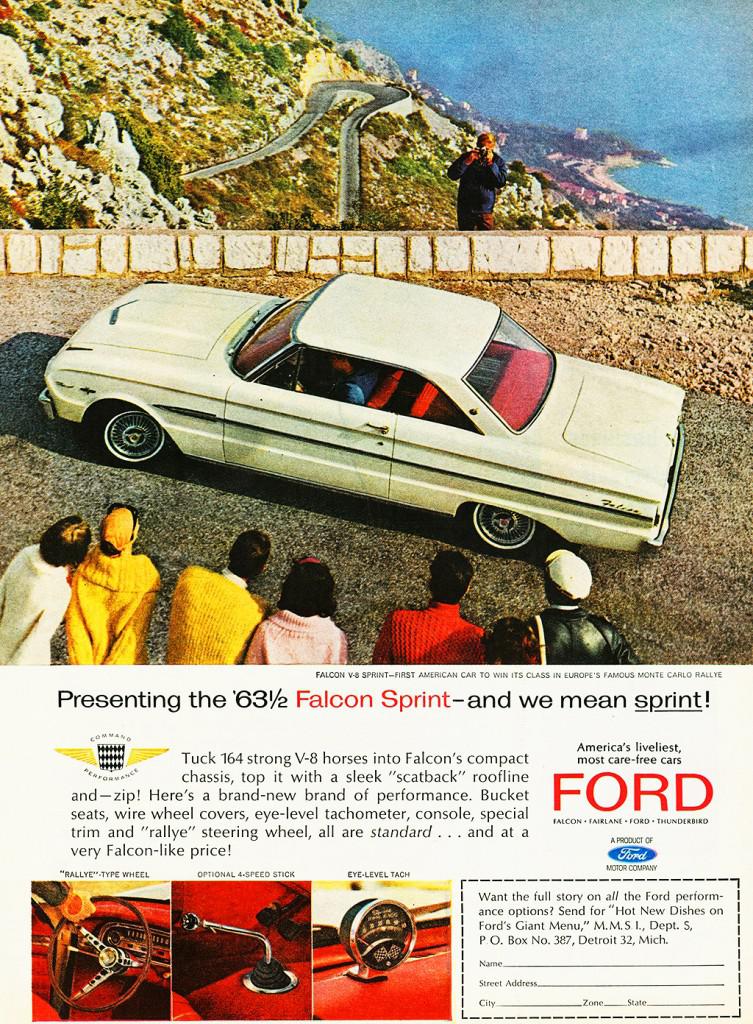 Falcon
FALCON V-8 SPRINT—FIRST AMERICAN CAR TO WIN ITS CLASS IN EUROPE'S FAMOUS MONTE CARLO RALLYE
Presenting the '63½ Falcon Sprint–and we mean sprint!
COMMAND
PERFORMANCE
Tuck 164 strong V-8 horses into Falcon's compact
chassis, top it with a sleek "scatback" roofline
and—zip! Here's a brand-new brand of performance. Bucket
seats, wire wheel covers, eye-level tachometer, console, special
trim and "rallye" steering wheel, all are standard . . . and at a
very Falcon-like price!
America's liveliest,
most care-free cars
FORD
FALCON • FAIRLANE • FORD • THUNDERBIRD
A PRODUCT OF
Ford
MOTOR COMPANY
"RALLYE"-TYPE WHEEL
OPTIONAL 4-SPEED STICK
EYE-LEVEL TACH
Want the full story on all the Ford perform-
ance options? Send for "Hot New Dishes on
Ford's Giant Menu," M.M.S I., Dept. S,
P O. Box No. 387, Detroit 32, Mich.
Name
Street Address
City Zone State